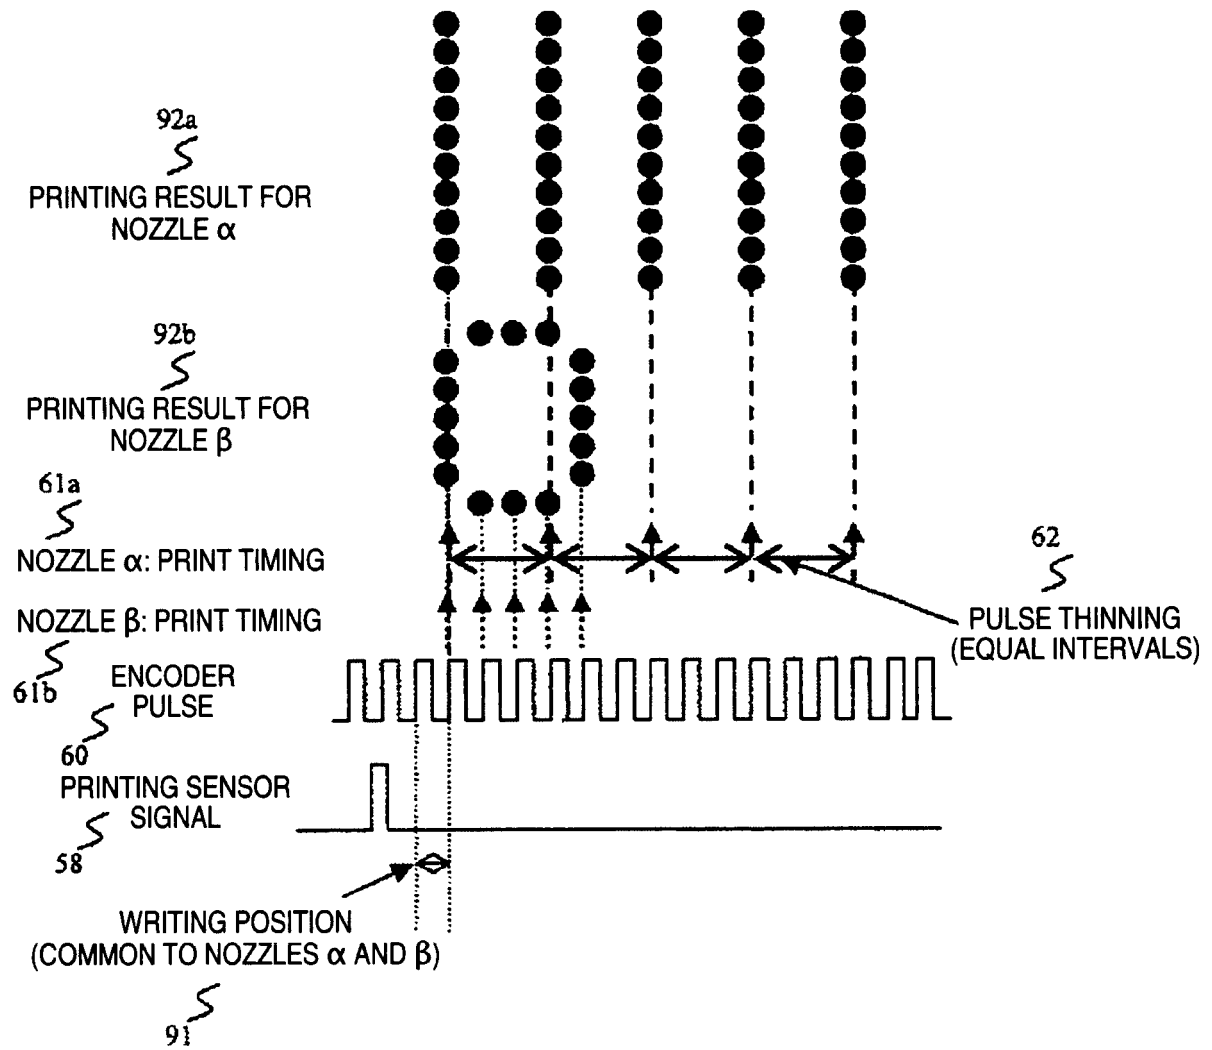 92a
PRINTING RESULT FOR
NOZZLE α
92b
PRINTING RESULT FOR
NOZZLE β
61a
NOZZLE α: PRINT TIMING
62
NOZZLE β: PRINT TIMING
PULSE THINNING
(EQUAL INTERVALS)
61b
ENCODER
PULSE
60
PRINTING SENSOR
SIGNAL
58
WRITING POSITION
(COMMON TO NOZZLES α AND β)
91